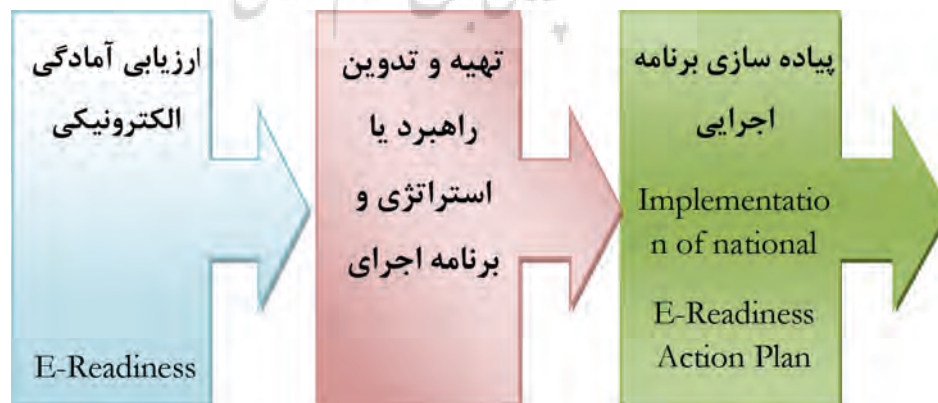 ارزیابی آمادگی
الکترونیکی
E-Readiness
تهیه و تدوین
راهبرد یا
استراتژی و
برنامه اجرای
پیاده سازی برنامه
اجرایی
Implementatio
n of national
E-Readiness
Action Plan